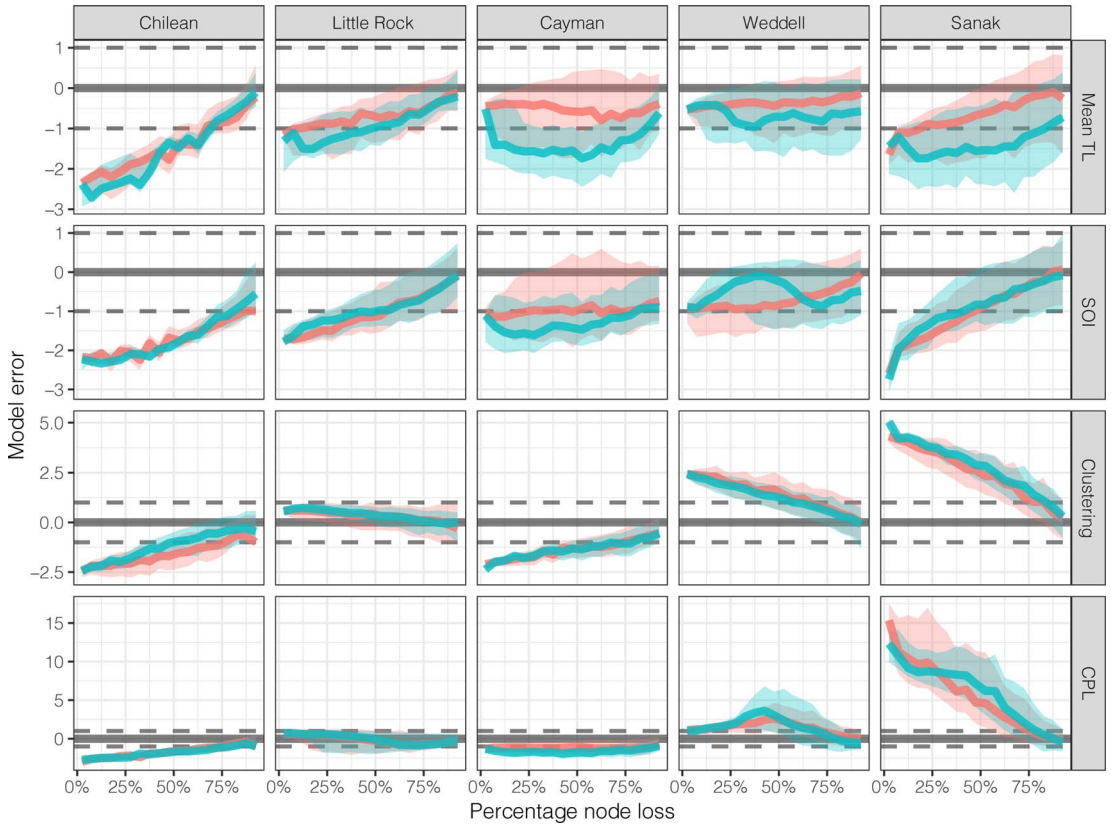 Chilean Little Rock Cayman Weddell Sanak
1
0
−1
−2
−3
Mean TL
1
0
−1
−2
−3
SOI
5.0
2.5
0.0
−2.5
Clustering
15
10
5
0
CPL
Model error
0% 25% 50% 75% 0% 25% 50% 75% 0% 25% 50% 75% 0% 25% 50% 75% 0% 25% 50% 75%
Percentage node loss